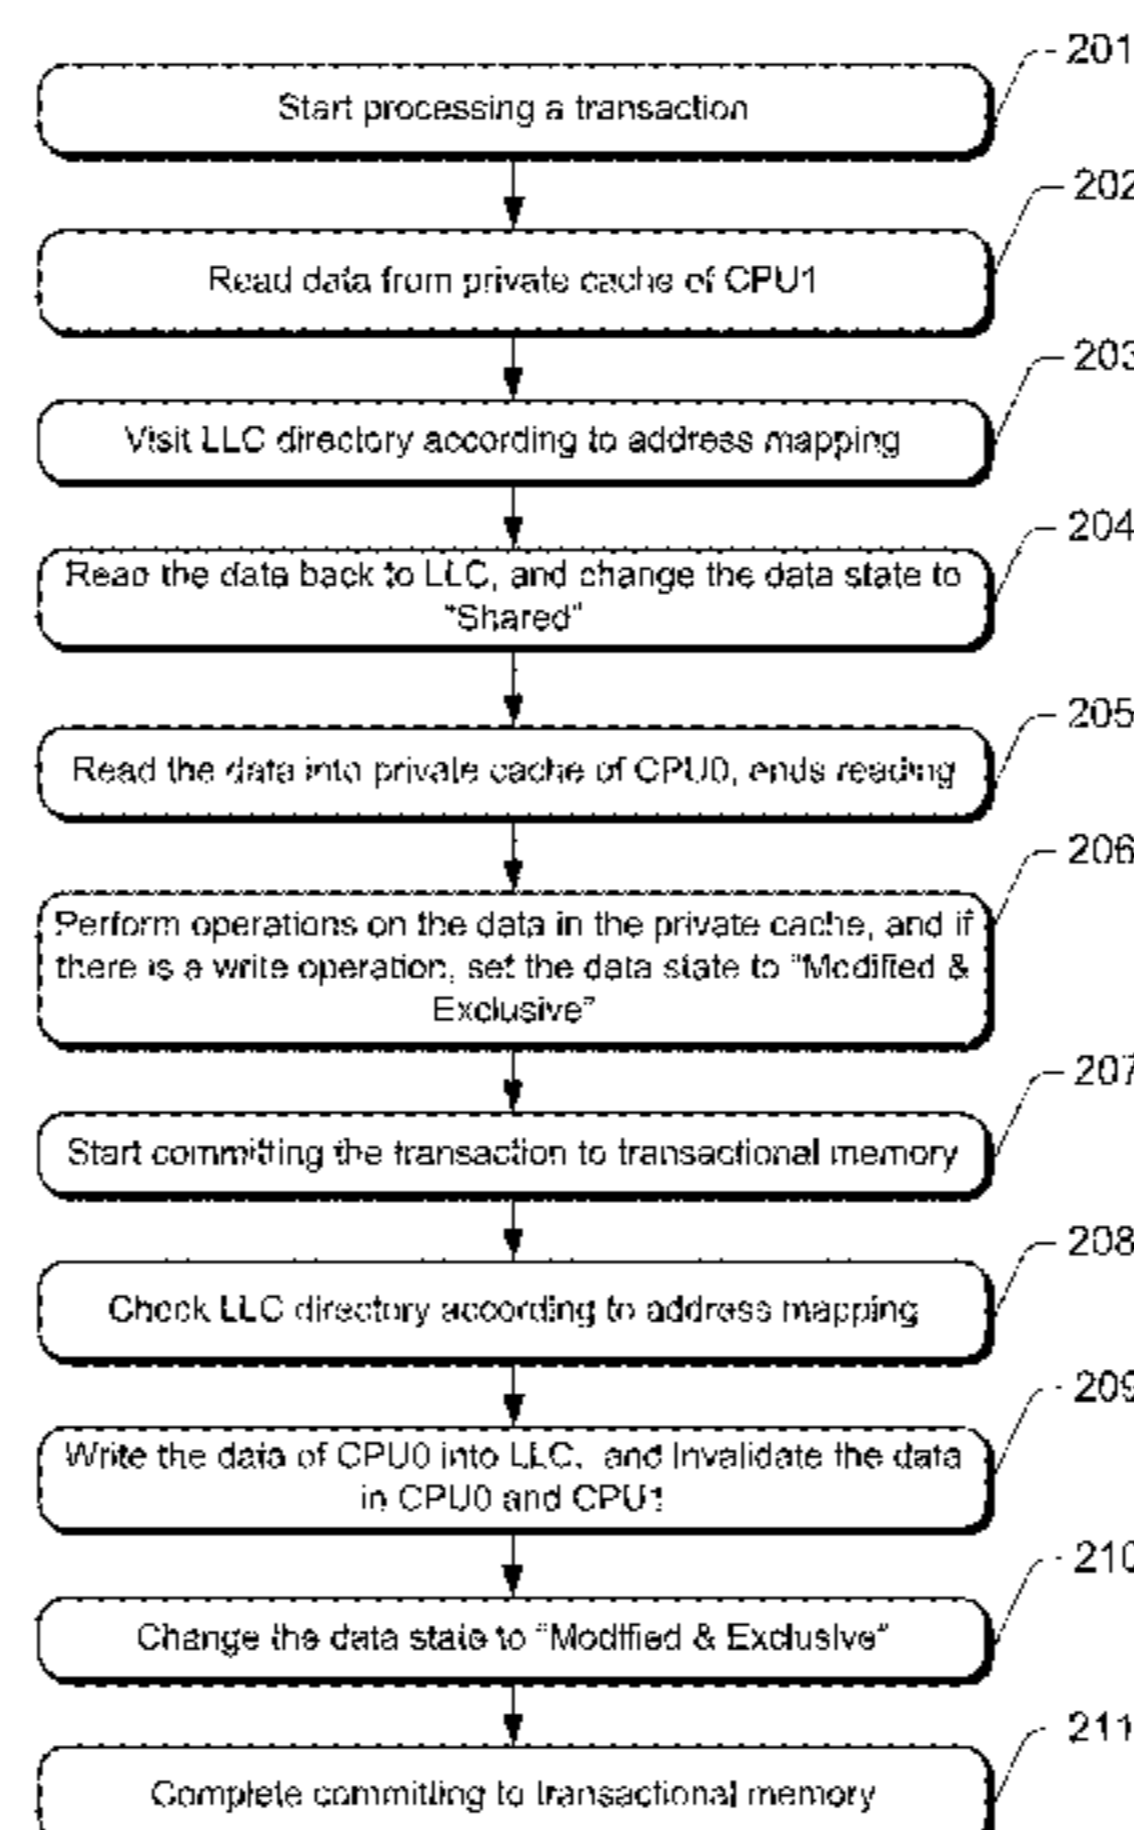 201
Start processing a transaction
202
Read data from private cache of CPU1
203
Visit LLC directory according to address mapping
204
Read the data back to LLC, and change the data state to
"Shared"
205
Read the data into private cache of CPU0, ends reading
206
Perform operations on the data in the private cache, and if
there is a write operation, set the data state to "Modified &
Exclusive"
207
Start committing the transaction to transactional memory
208
Check LLC directory according to address mapping
209
Write the data of CPU0 into LLC, and Invalidate the data
in CPU0 and CPU1
210
Change the data state to "Modified & Exclusive"
211
Complete committing to transactional memory